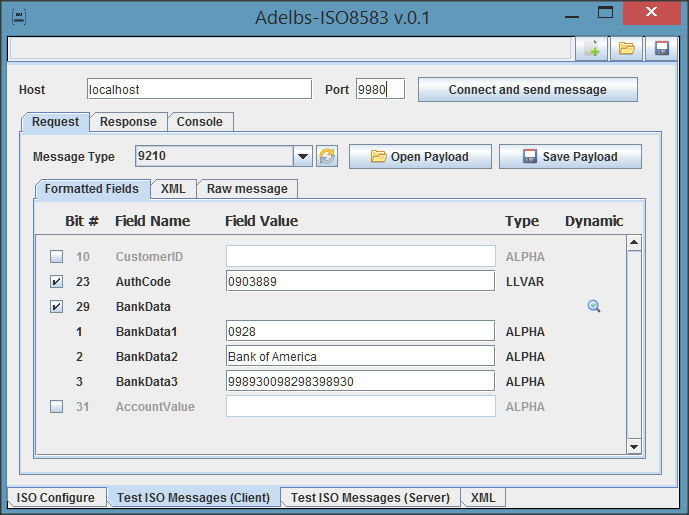 Adelbs-ISO8583 v.0.1
Host localhost Port 9980 Connect and send message
Request Response Console
Message Type 9210 Open Payload Save Payload
Formatted Fields XML Raw message
Bit # Field Name Field Value Type Dynamic
10 CustomerID ALPHA
23 AuthCode 0903889 LLVAR
29 BankData
1 BankData1 0928 ALPHA
2 BankData2 Bank of America ALPHA
3 BankData3 998930098298398930 ALPHA
31 AccountValue ALPHA
ISO Configure Test ISO Messages (Client) Test ISO Messages (Server) XML